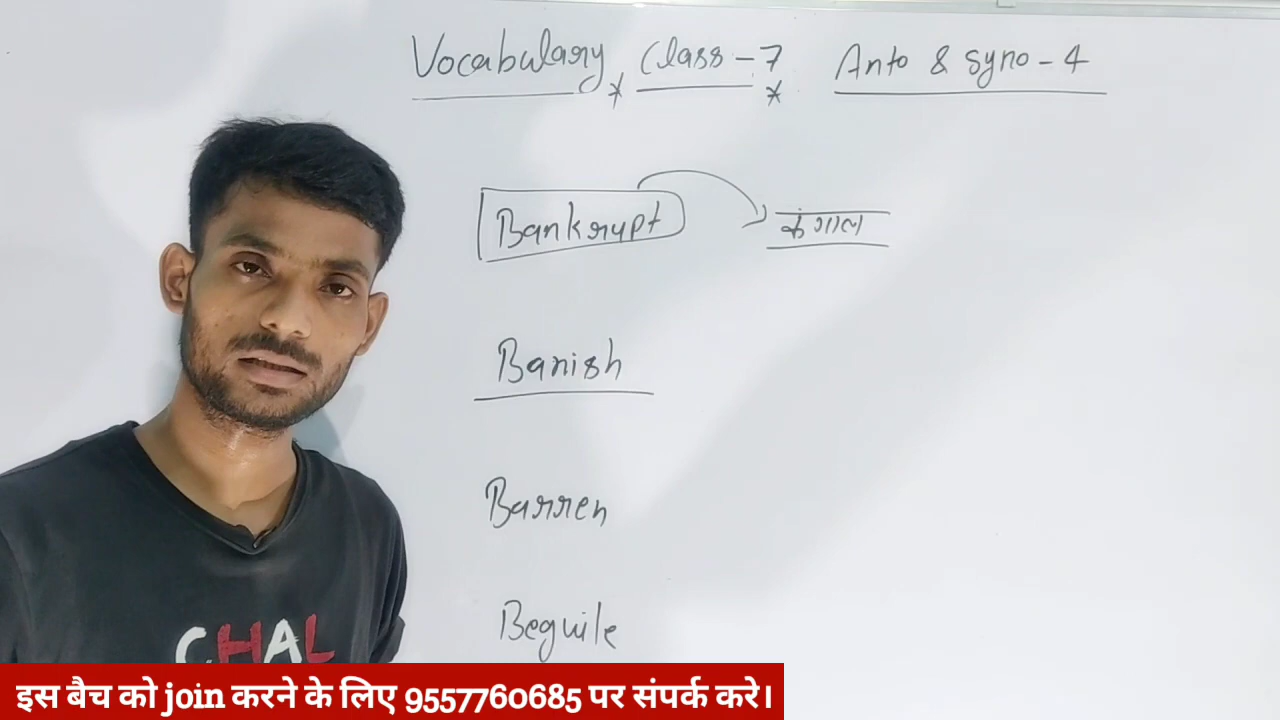 Vocabulary * Class-7 * Anto & Syno-4
Bankrupt कंगाल
Banish
Barren
Beguile
CHAL
इस बैच को join करने के लिए 9557760685 पर संपर्क करे।